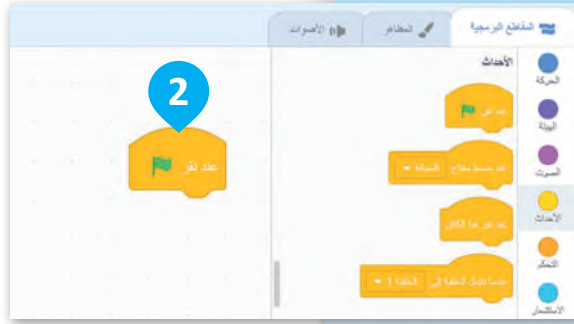 المقاطع البرمجية
المظاهر
الأصوات
الأحداث
الحركة
الهيئة
الصوت
الأحداث
التحكم
الاستشعار
عند نقر
عند ضغط مفتاح المسافة
عند نقر هذا الكائن
عندما تتبدل الخلفية إلى الخلفية 1
2
عند نقر